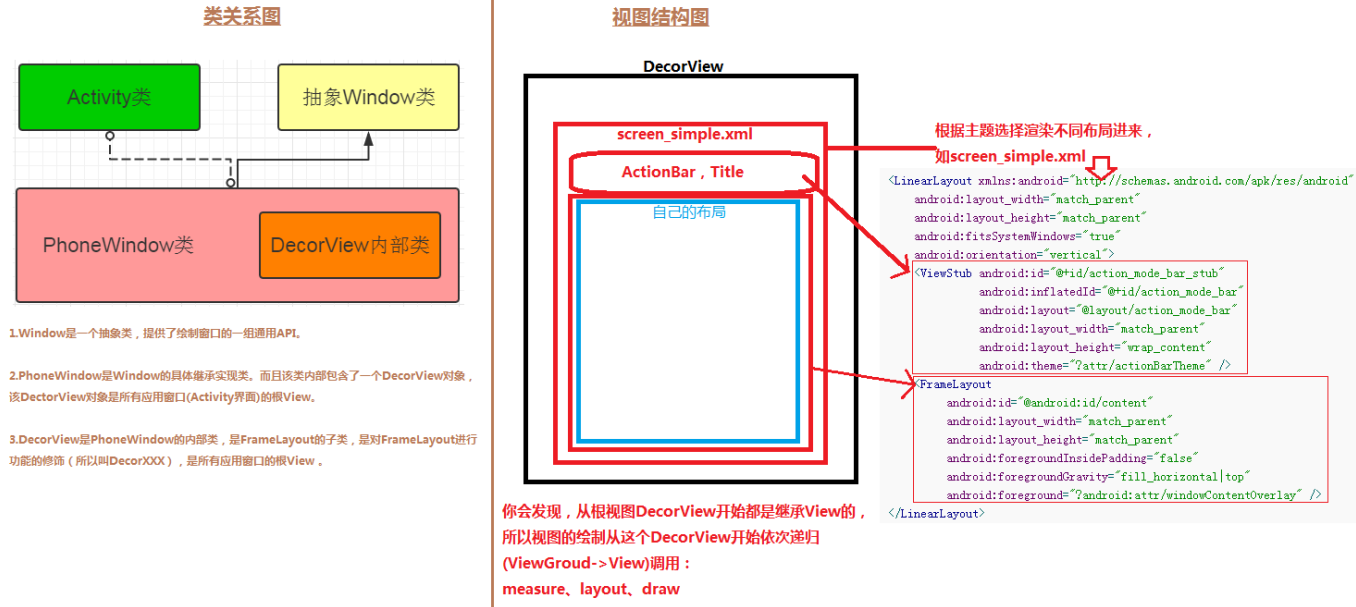 类关系图
Activity类
抽象Window类
PhoneWindow类
DecorView内部类
1.Window是一个抽象类，提供了绘制窗口的一组通用API。
2.PhoneWindow是Window的具体继承实现类。而且该类内部包含了一个DecorView对象，
该DectorView对象是所有应用窗口(Activity界面)的根View。
3.DecorView是PhoneWindow的内部类，是FrameLayout的子类，是对FrameLayout进行
功能的修饰（所以叫DecorXXX），是所有应用窗口的根View 。
视图结构图
DecorView
screen_simple.xml
ActionBar，Title
自己的布局
你会发现，从根视图DecorView开始都是继承View的，
所以视图的绘制从这个DecorView开始依次递归
(ViewGroud->View)调用：
measure、layout、draw
根据主题选择渲染不同布局进来，
如screen_simple.xml
<LinearLayout xmlns:android="http://schemas.android.com/apk/res/android"
android:layout_width="match_parent"
android:layout_height="match_parent"
android:fitsSystemWindows="true"
android:orientation="vertical">
<ViewStub android:id="@+id/action_mode_bar_stub"
android:inflatedId="@+id/action_mode_bar"
android:layout="@layout/action_mode_bar"
android:layout_width="match_parent"
android:layout_height="wrap_content"
android:theme="?attr/actionBarTheme" />
<FrameLayout
android:id="@android:id/content"
android:layout_width="match_parent"
android:layout_height="match_parent"
android:foregroundInsidePadding="false"
android:foregroundGravity="fill_horizontal|top"
android:foreground="?android:attr/windowContentOverlay" />
</LinearLayout>